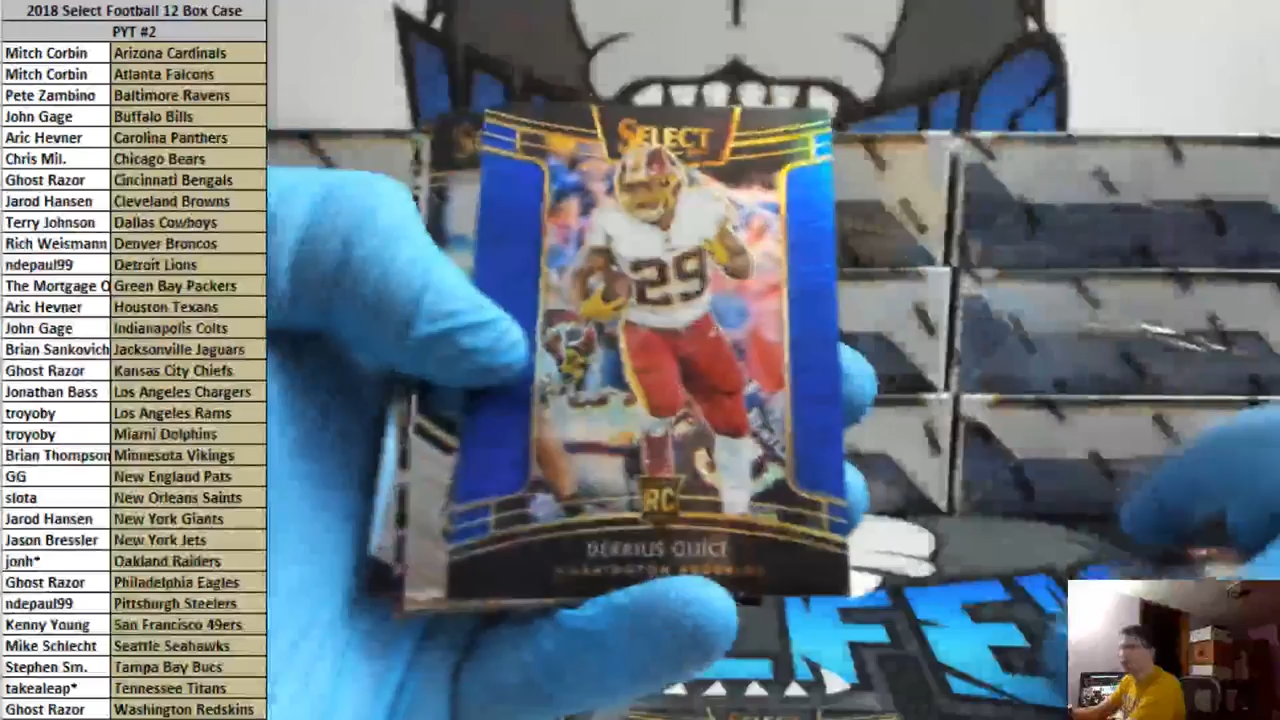 2018 Select Football 12 Box Case
PYT #2
Mitch Corbin Arizona Cardinals
Mitch Corbin Atlanta Falcons
Pete Zambino Baltimore Ravens
John Gage Buffalo Bills
Aric Hevner Carolina Panthers
Chris Mil. Chicago Bears
Ghost Razor Cincinnati Bengals
Jarod Hansen Cleveland Browns
Terry Johnson Dallas Cowboys
Rich Weismann Denver Broncos
ndepaul99 Detroit Lions
The Mortgage Green Bay Packers
Aric Hevner Houston Texans
John Gage Indianapolis Colts
Brian Sankovich Jacksonville Jaguars
Ghost Razor Kansas City Chiefs
Jonathan Bass Los Angeles Chargers
troyoby Los Angeles Rams
troyoby Miami Dolphins
Brian Thompson Minnesota Vikings
GG New England Pats
slota New Orleans Saints
Jarod Hansen New York Giants
Jason Bressler New York Jets
jonh* Oakland Raiders
Ghost Razor Philadelphia Eagles
ndepaul99 Pittsburgh Steelers
Kenny Young San Francisco 49ers
Mike Schlecht Seattle Seahawks
Stephen Sm. Tampa Bay Bucs
takealeap* Tennessee Titans
Ghost Razor Washington Redskins
SELECT
29
RC
DERRIUS GUICE
WASHINGTON REDSKINS
SELECT